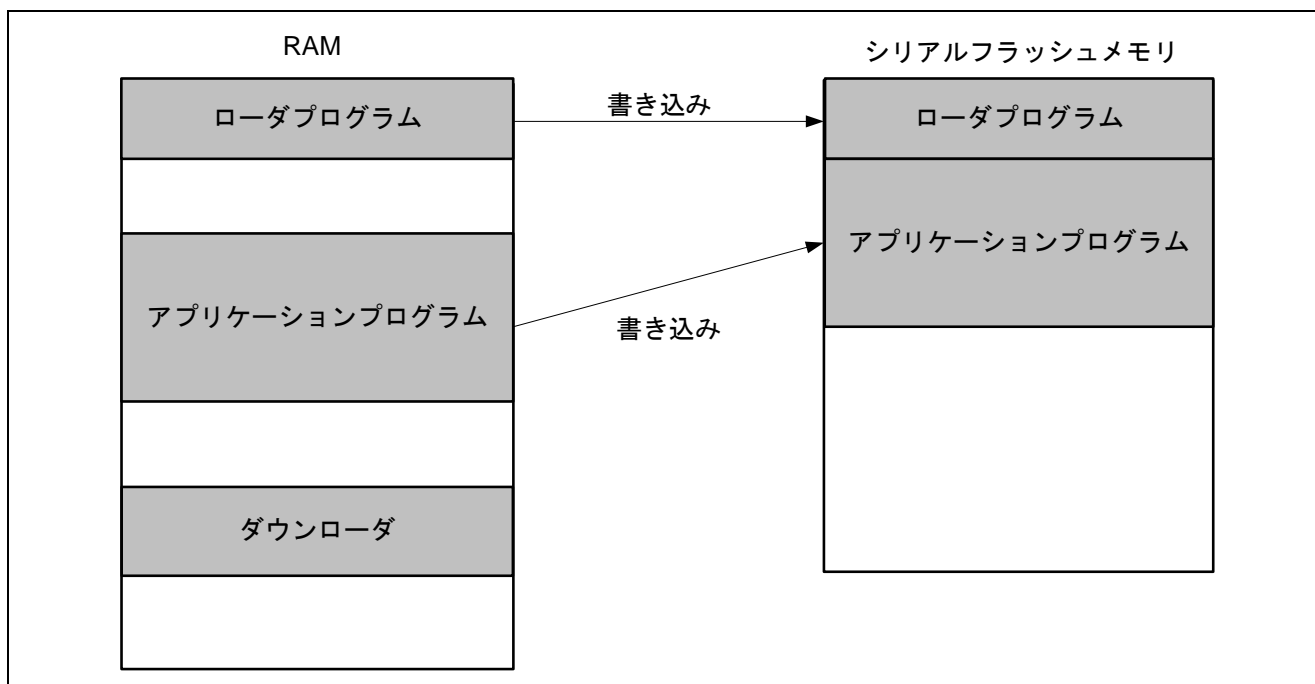 RAM
シリアルフラッシュメモリ
ローダプログラム
書き込み
ローダプログラム
アプリケーションプログラム
アプリケーションプログラム
書き込み
ダウンローダ